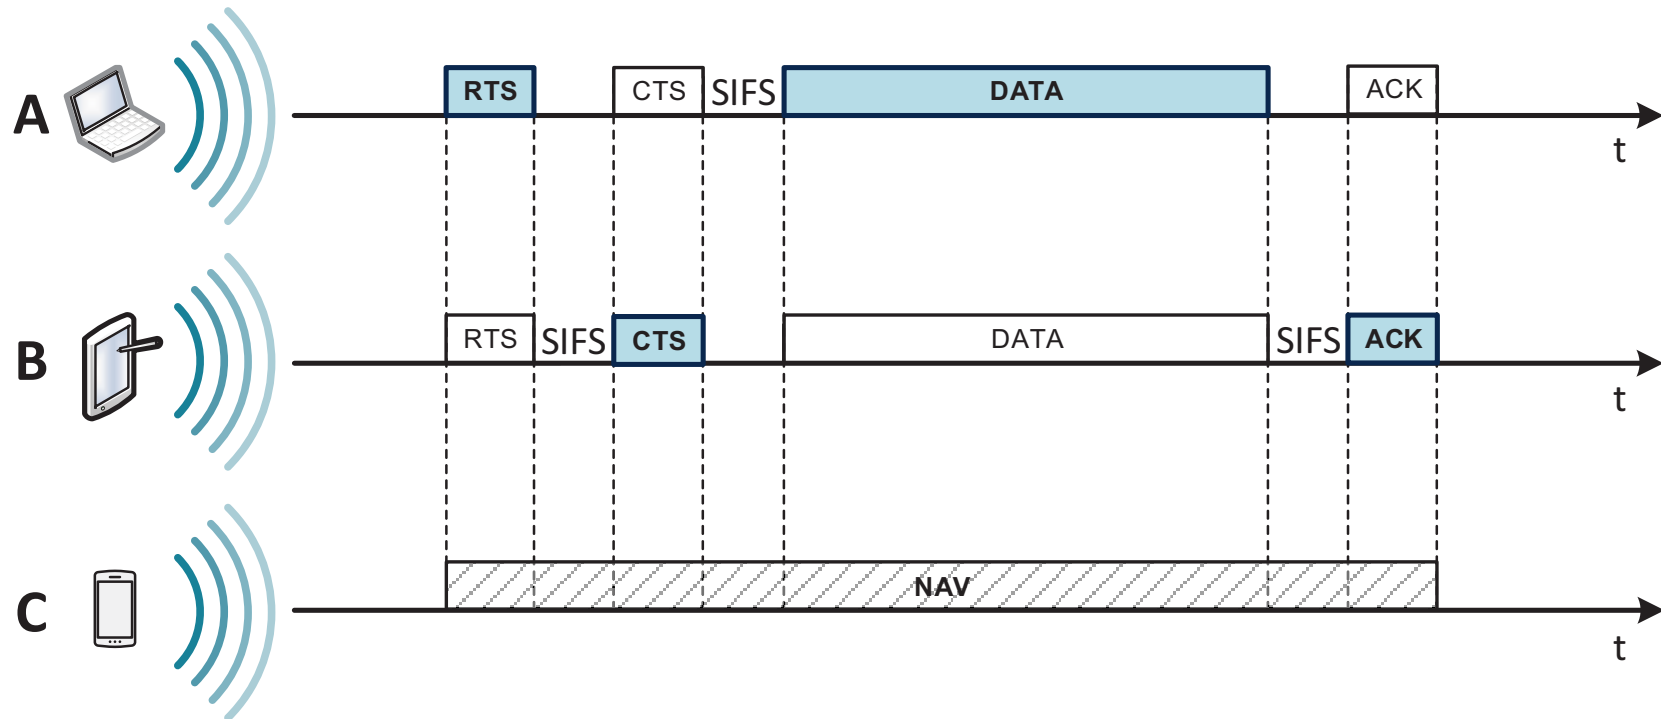 A RTS CTS SIFS DATA ACK
t
B RTS SIFS CTS DATA SIFS ACK
t
C NAV
t